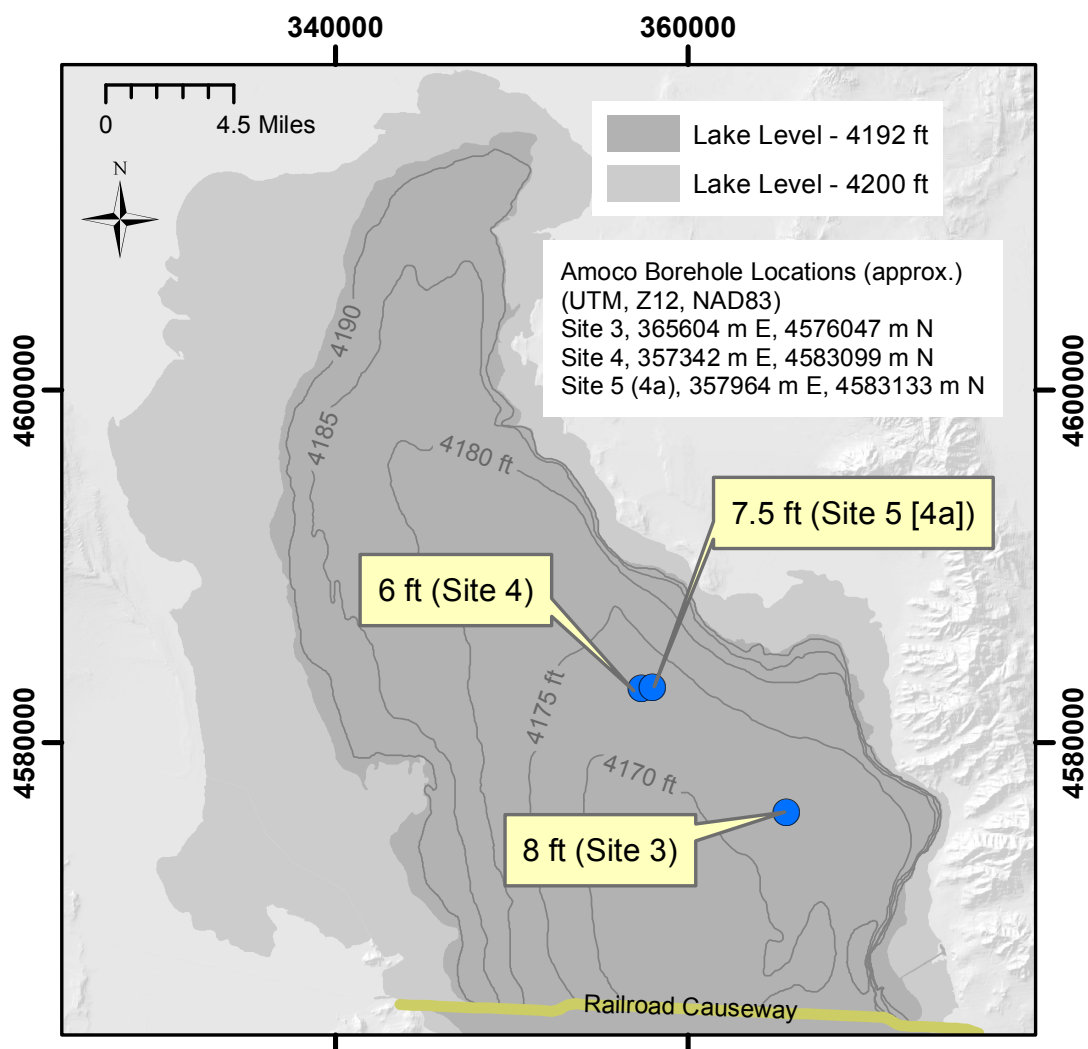 340000
360000
0
4.5 Miles
N
Lake Level - 4192 ft
Lake Level - 4200 ft
Amoco Borehole Locations (approx.)
(UTM, Z12, NAD83)
Site 3, 365604 m E, 4576047 m N
Site 4, 357342 m E, 4583099 m N
Site 5 (4a), 357964 m E, 4583133 m N
4600000
4600000
4190
4185
4180 ft
7.5 ft (Site 5 [4a])
6 ft (Site 4)
4175 ft
4580000
4580000
4170 ft
8 ft (Site 3)
Railroad Causeway